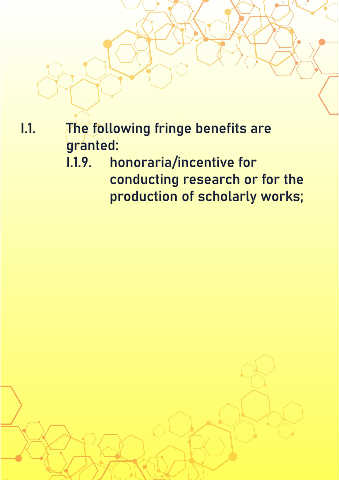 I.1. The following fringe benefits are
granted:
I.1.9. honoraria/incentive for
conducting research or for the
production of scholarly works;